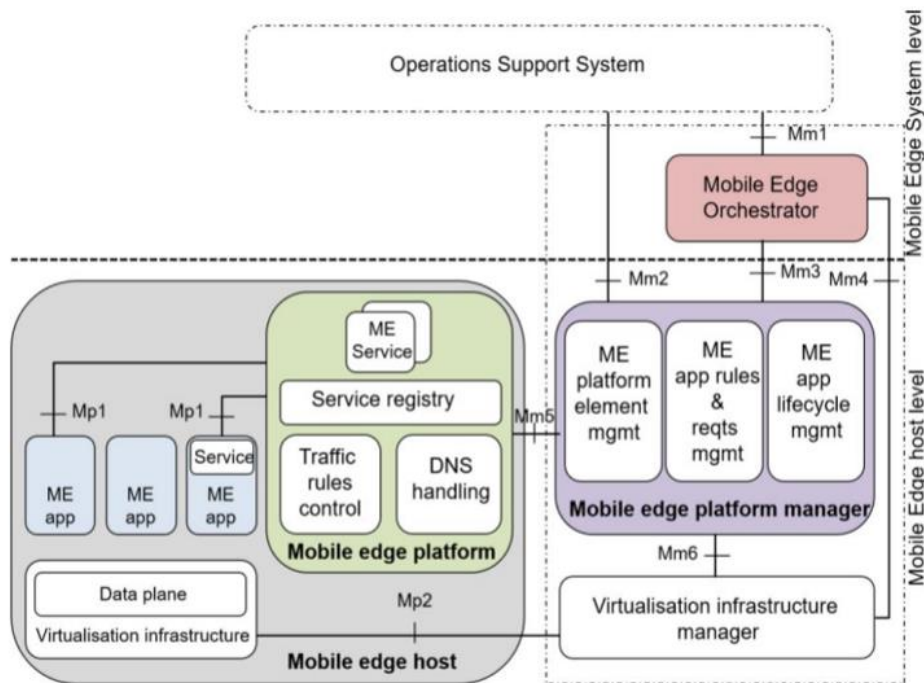 Operations Support System
Mobile Edge System level
Mm1
Mobile Edge
Orchestrator
Mm2
Mm3
Mm4
ME
Service
Service registry
Traffic
rules
control
DNS
handling
Mobile edge platform
Mp1
Mp1
ME
app
ME
app
Service
ME
app
Data plane
Virtualisation infrastructure
Mp2
Mobile edge host
Mm5
ME
platform
element
mgmt
ME
app rules
&
reqts
mgmt
ME
app
lifecycle
mgmt
Mobile edge platform manager
Mm6
Virtualisation infrastructure
manager
Mobile Edge host level